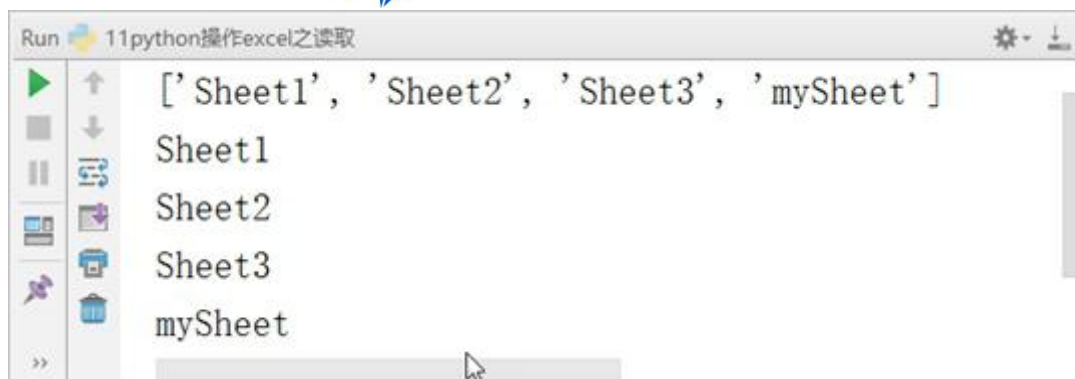 Run 11python操作excel之读取
['Sheet1', 'Sheet2', 'Sheet3', 'mySheet']
Sheet1
Sheet2
Sheet3
mySheet